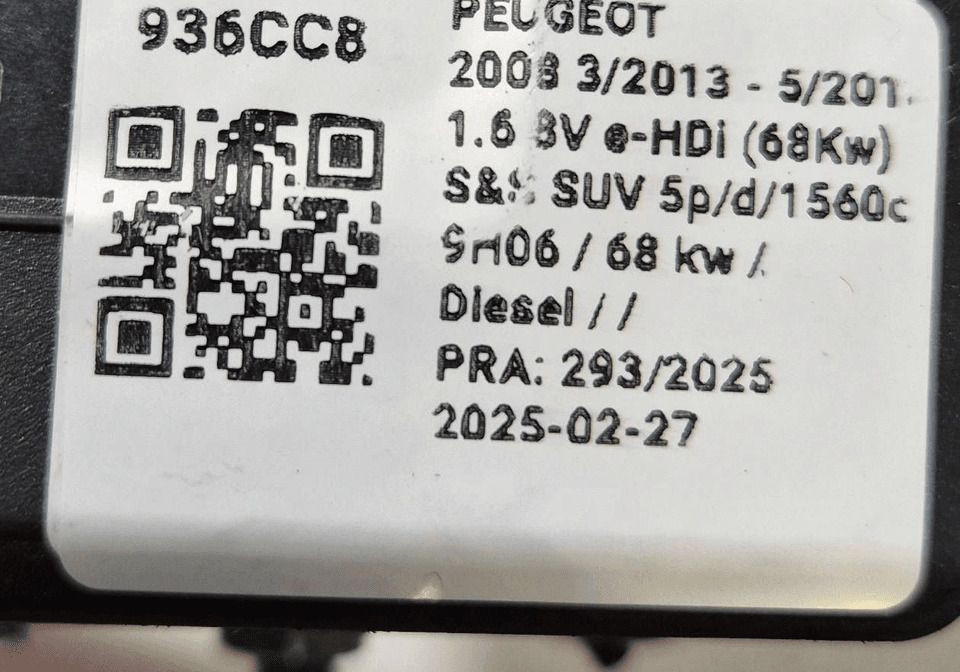 936CC8
PEUGEOT
2008 3/2013 - 5/201
1.6 8V e-HDi (68Kw)
S&S SUV 5p/d/1560c
9H06 / 68 kw /
Diesel / /
PRA: 293/2025
2025-02-27